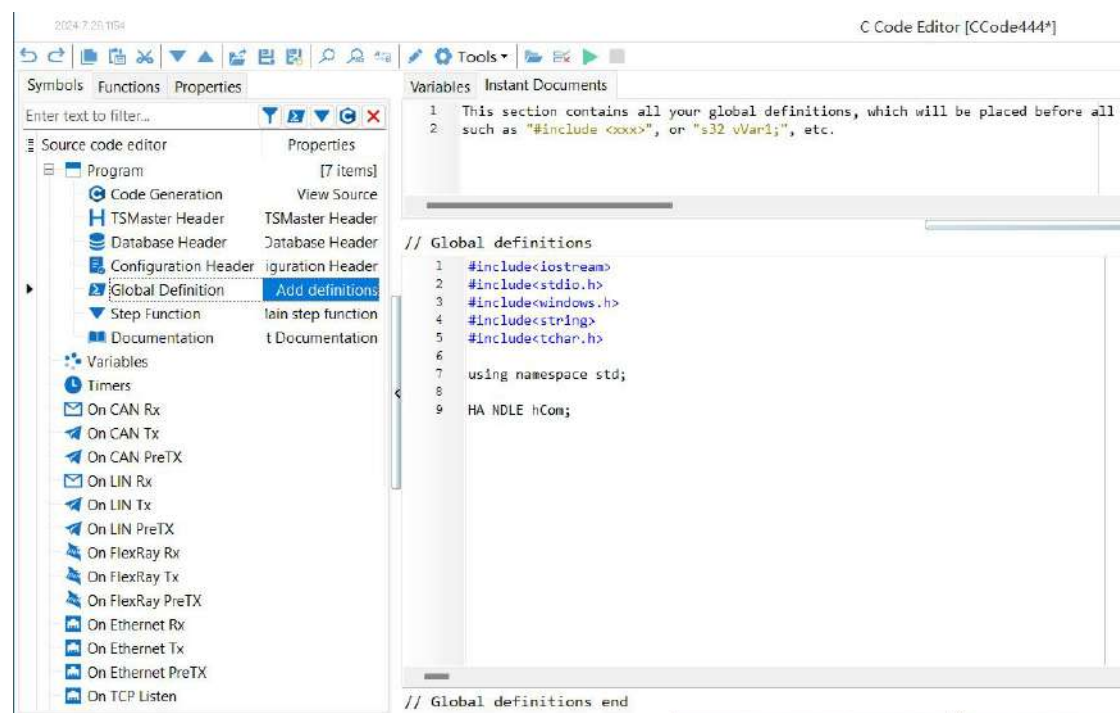 2024.7.26.1154
C Code Editor [CCode444*]
Tools
Symbols Functions Properties
Variables Instant Documents
Enter text to filter...
1 This section contains all your global definitions, which will be placed before all
2 such as "#include <xxx>", or "s32 vVar1;", etc.
Source code editor Properties
Program [7 items]
Code Generation View Source
TSMaster Header TSMaster Header
Database Header Database Header
Configuration Header iguration Header
Global Definition Add definitions
Step Function lain step function
Documentation t Documentation
Variables
Timers
On CAN Rx
On CAN Tx
On CAN PreTX
On LIN Rx
On LIN Tx
On LIN PreTX
On FlexRay Rx
On FlexRay Tx
On FlexRay PreTX
On Ethernet Rx
On Ethernet Tx
On Ethernet PreTX
On TCP Listen
// Global definitions
1 #include<iostream>
2 #include<stdio.h>
3 #include<windows.h>
4 #include<string>
5 #include<tchar.h>
6
7 using namespace std;
8
9 HA NDLE hCom;
// Global definitions end